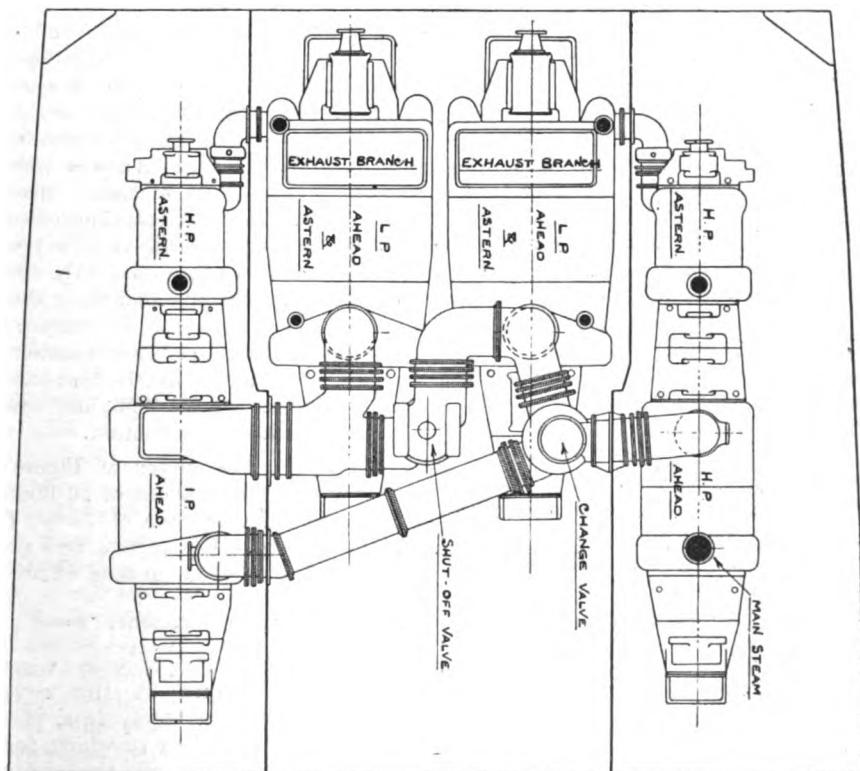 EXHAUST BRANCH
EXHAUST BRANCH
H.P
ASTERN.
L P
AHEAD
&
ASTERN.
L P
AHEAD
&
ASTERN.
H.P
ASTERN.
I P
AHEAD.
H.P
AHEAD
SHUT-OFF VALVE
CHANGE VALVE
MAIN STEAM